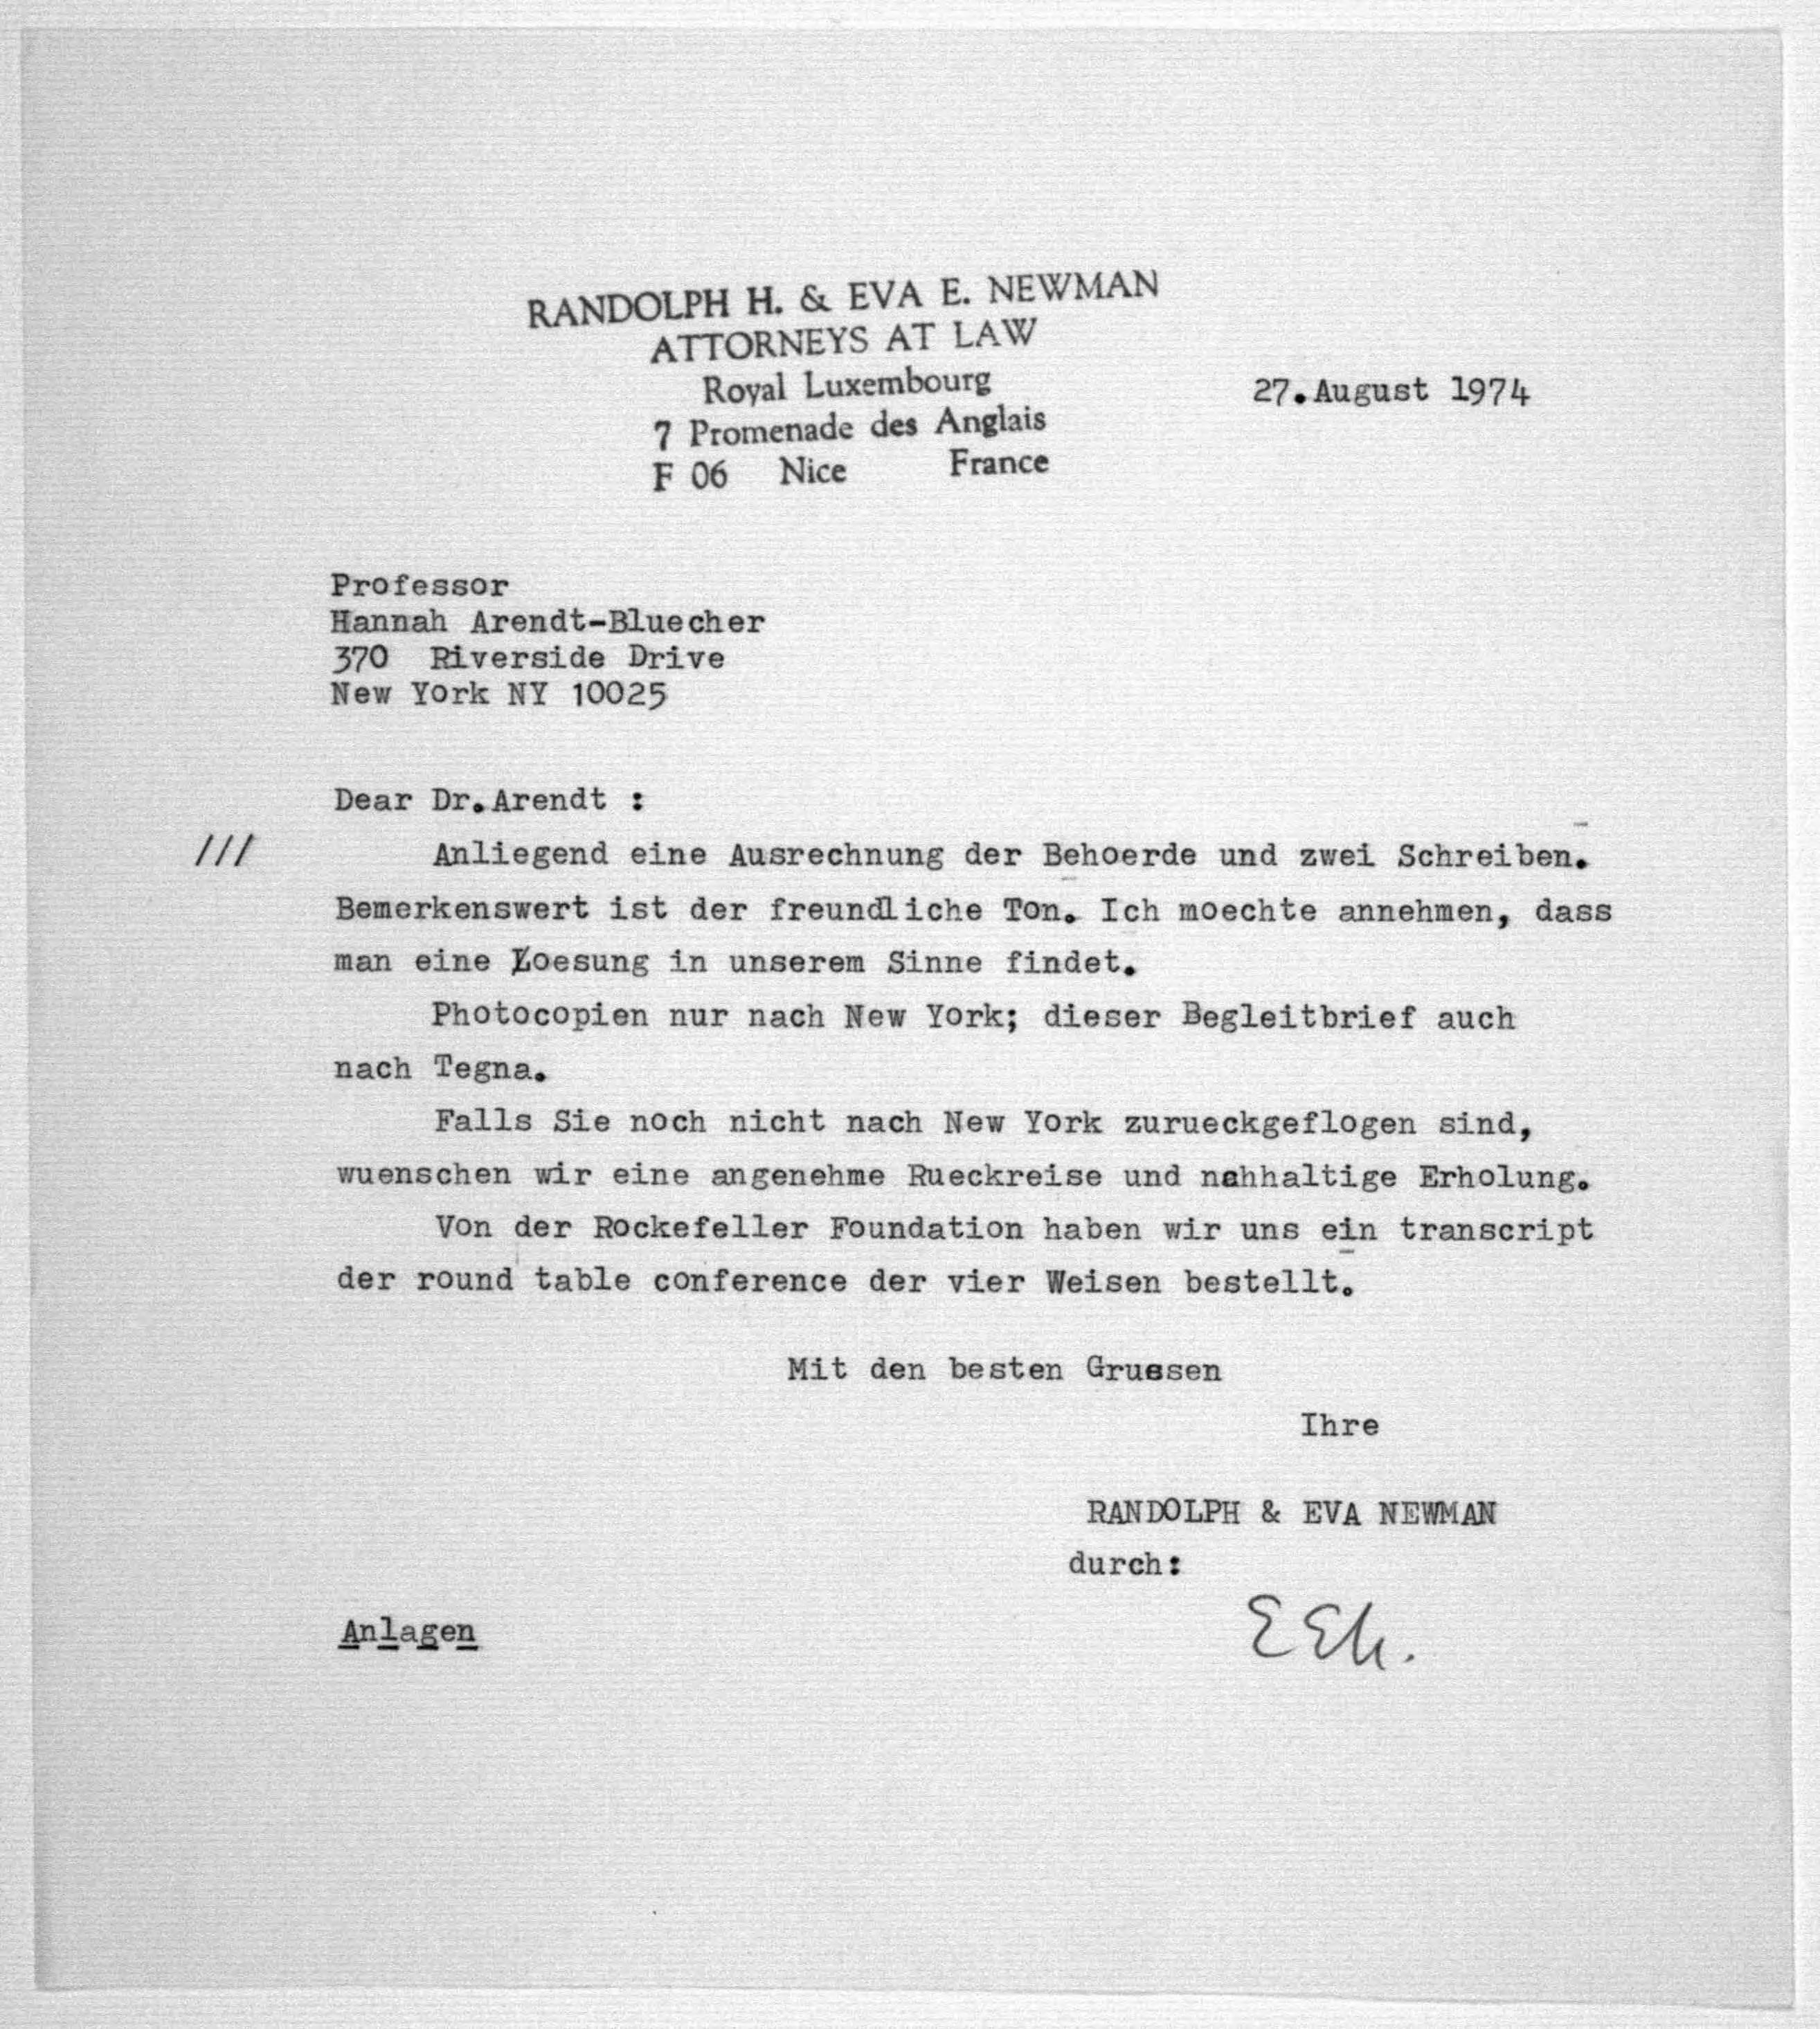 RANDOLPH H. & EVA E. NEWMAN
ATTORNEYS AT LAW
Royal Luxembourg
27.August 1974
7 Promenade des Anglais
F 06 Nice France
Professor
Hannah Arendt-Bluecher
370 Riverside Drive
New York NY 10025
Dear Dr.Arendt :
/// Anliegend eine Ausrechnung der Behoerde und zwei Schreiben.
Bemerkenswert ist der freundliche Ton. Ich moechte annehmen, dass
man eine Loesung in unserem Sinne findet.
Photocopien nur nach New York; dieser Begleitbrief auch
nach Tegna.
Falls Sie noch nicht nach New York zurueckgeflogen sind,
wuenschen wir eine angenehme Rueckreise und nahhaltige Erholung.
Von der Rockefeller Foundation haben wir uns ein transcript
der round table conference der vier Weisen bestellt.
Mit den besten Gruessen
Ihre
RANDOLPH & EVA NEWMAN
durch:
Anlagen